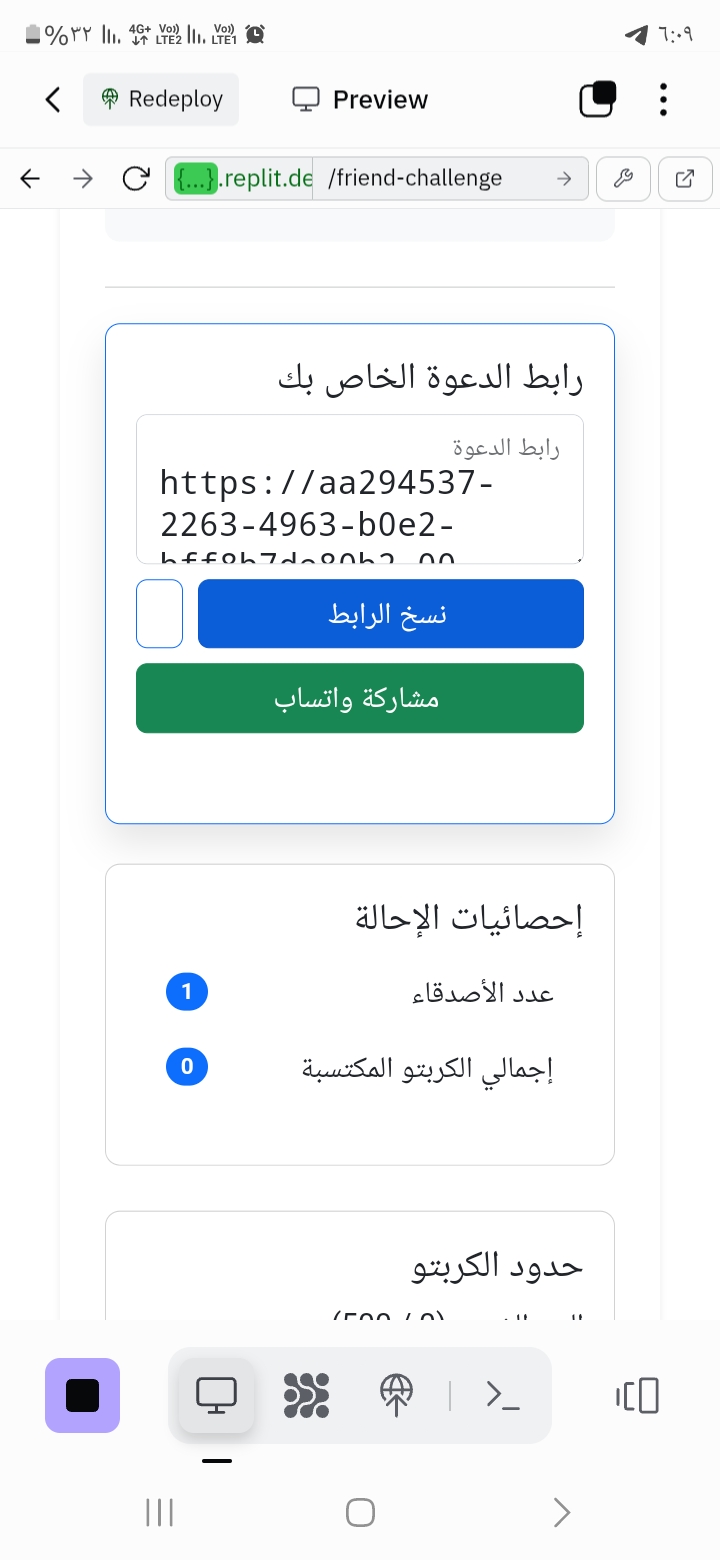 %٣٢ 4G+ Vo)) LTE2 Vo)) LTE1 ٦:٠٩
Redeploy Preview
{...}.replit.de /friend-challenge
رابط الدعوة الخاص بك
رابط الدعوة
https://aa294537-
2263-4963-b0e2-
bff8b7de80b2-00-
نسخ الرابط
مشاركة واتساب
إحصائيات الإحالة
عدد الأصدقاء 1
إجمالي الكربتو المكتسبة 0
حدود الكربتو